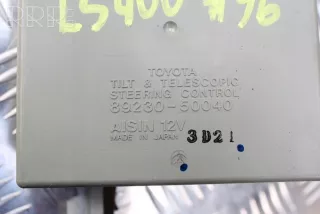 LS400 #96
TOYOTA
TILT & TELESCOPIC
STEERING CONTROL
89230-50040
AISIN 12V
MADE IN JAPAN
3D21